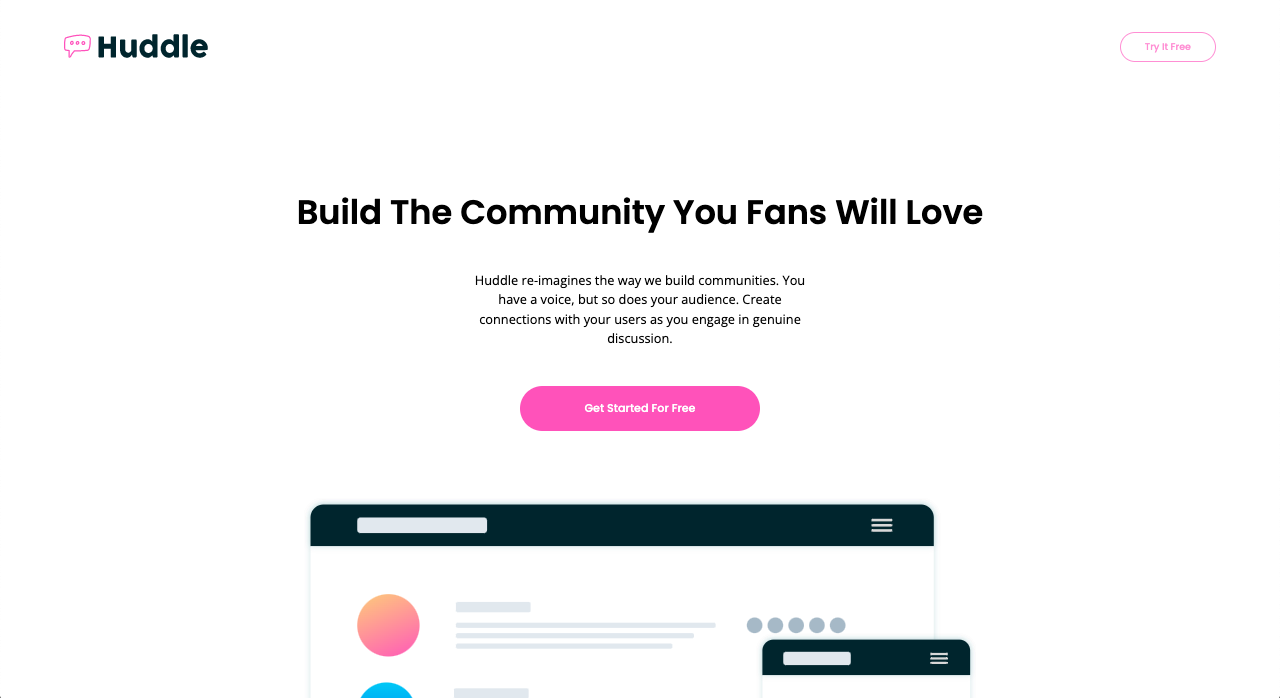 Huddle
Try It Free
Build The Community You Fans Will Love
Huddle re-imagines the way we build communities. You
have a voice, but so does your audience. Create
connections with your users as you engage in genuine
discussion.
Get Started For Free